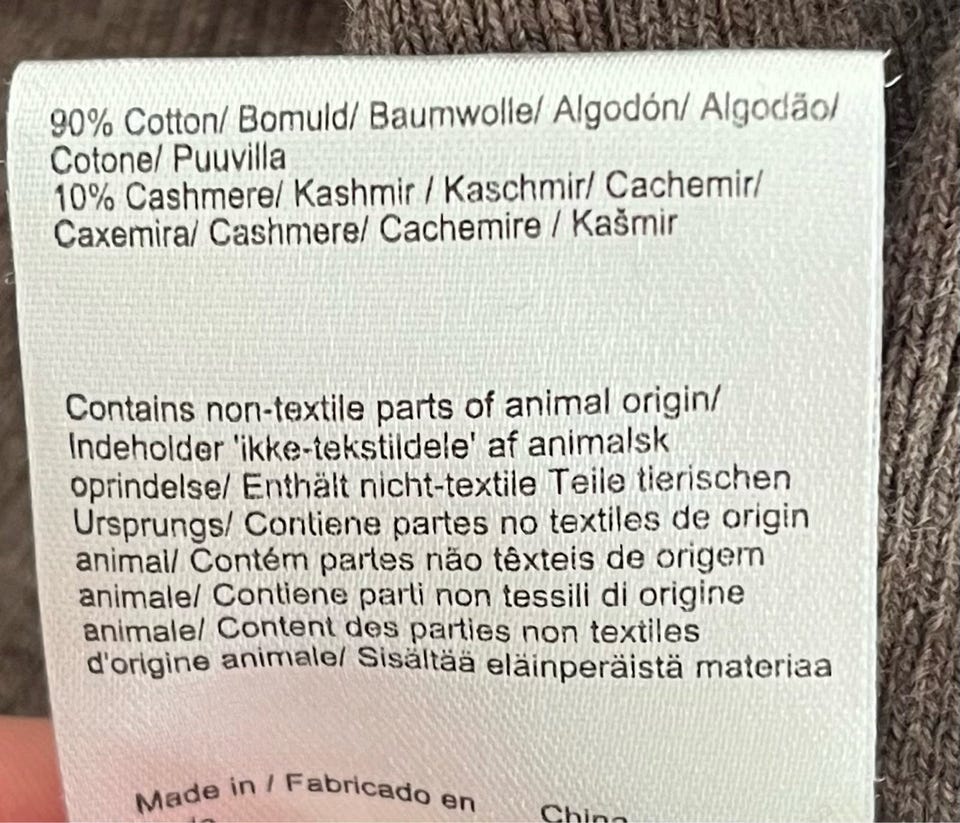 90% Cotton/ Bomuld/ Baumwolle/ Algodón/ Algodão/
Cotone/ Puuvilla
10% Cashmere/ Kashmir / Kaschmir/ Cachemir/
Caxemira/ Cashmere/ Cachemire / Kašmir
Contains non-textile parts of animal origin/
Indeholder 'ikke-tekstildele' af animalsk
oprindelse/ Enthält nicht-textile Teile tierischen
Ursprungs/ Contiene partes no textiles de origin
animal/ Contém partes não têxteis de origem
animale/ Contiene parti non tessili di origine
animale/ Content des parties non textiles
d'origine animale/ Sisältää eläinperäistä materiaa
Made in / Fabricado en China